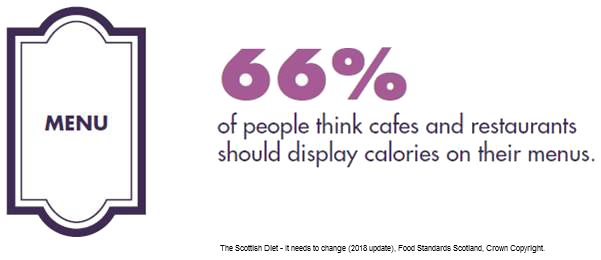 MENU
66%
of people think cafes and restaurants
should display calories on their menus.
The Scottish Diet - It needs to change (2018 update), Food Standards Scotland, Crown Copyright.